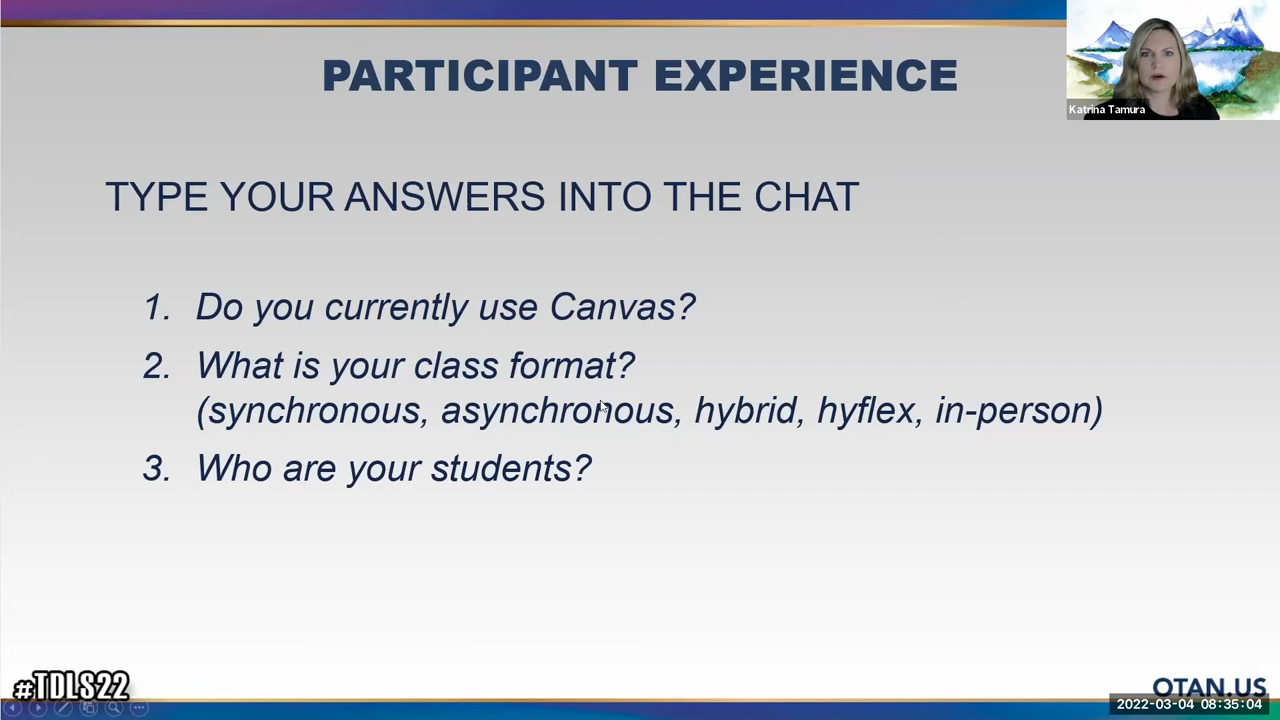 PARTICIPANT EXPERIENCE
Katrina Tamura
TYPE YOUR ANSWERS INTO THE CHAT
1. Do you currently use Canvas?
2. What is your class format?
(synchronous, asynchronous, hybrid, hyflex, in-person)
3. Who are your students?
#TDLS22
OTAN.US
2022-03-04 08:35:04